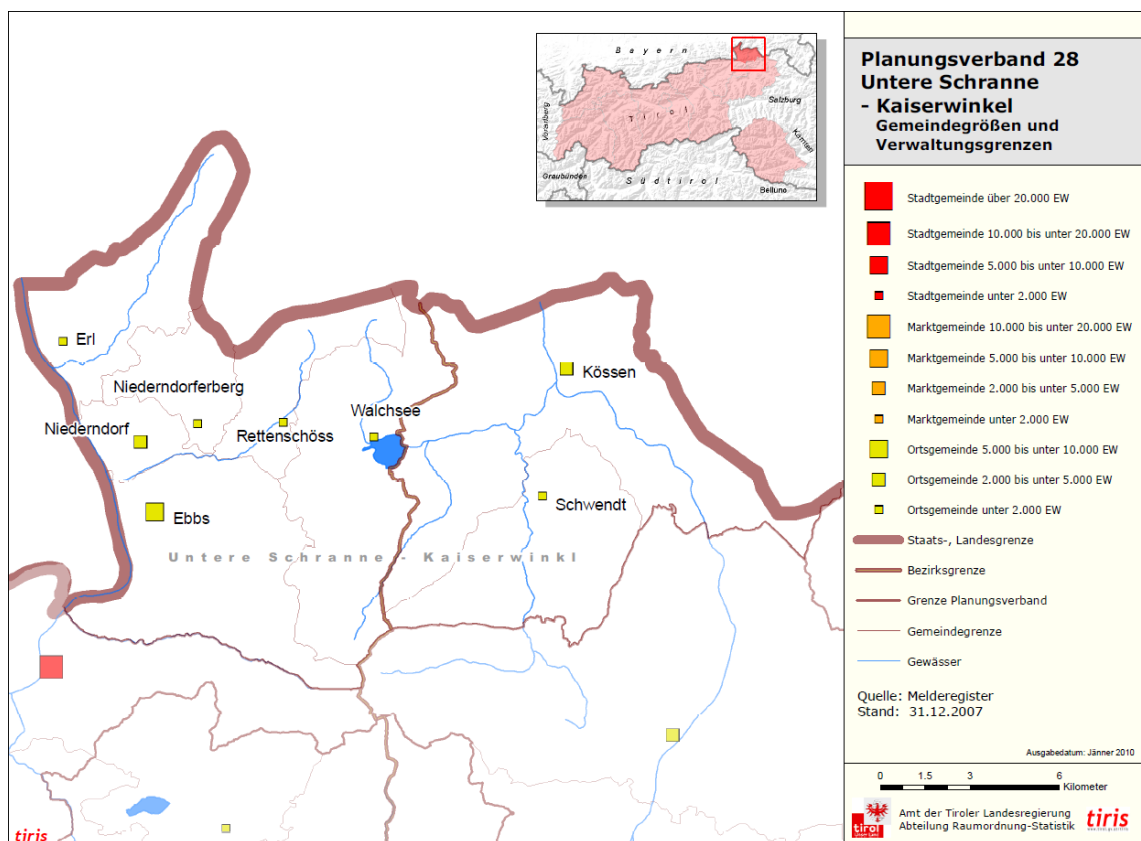 Planungsverband 28
Untere Schranne
- Kaiserwinkel
Gemeindegrößen und
Verwaltungsgrenzen
Bayern
Salzburg
Tirol
Vorarlberg
Kärnten
Graubünden
Südtirol
Belluno
Erl
Niederndorferberg
Niederndorf
Rettenschöss
Walchsee
Kössen
Ebbs
Schwendt
Untere Schranne - Kaiserwinkl
Stadtgemeinde über 20.000 EW
Stadtgemeinde 10.000 bis unter 20.000 EW
Stadtgemeinde 5.000 bis unter 10.000 EW
Stadtgemeinde unter 2.000 EW
Marktgemeinde 10.000 bis unter 20.000 EW
Marktgemeinde 5.000 bis unter 10.000 EW
Marktgemeinde 2.000 bis unter 5.000 EW
Marktgemeinde unter 2.000 EW
Ortsgemeinde 5.000 bis unter 10.000 EW
Ortsgemeinde 2.000 bis unter 5.000 EW
Ortsgemeinde unter 2.000 EW
Staats-, Landesgrenze
Bezirksgrenze
Grenze Planungsverband
Gemeindegrenze
Gewässer
Quelle: Melderegister
Stand: 31.12.2007
Ausgabedatum: Jänner 2010
0 1.5 3 6
Kilometer
tirol
Unser Land
Amt der Tiroler Landesregierung
Abteilung Raumordnung-Statistik
tiris
tiris